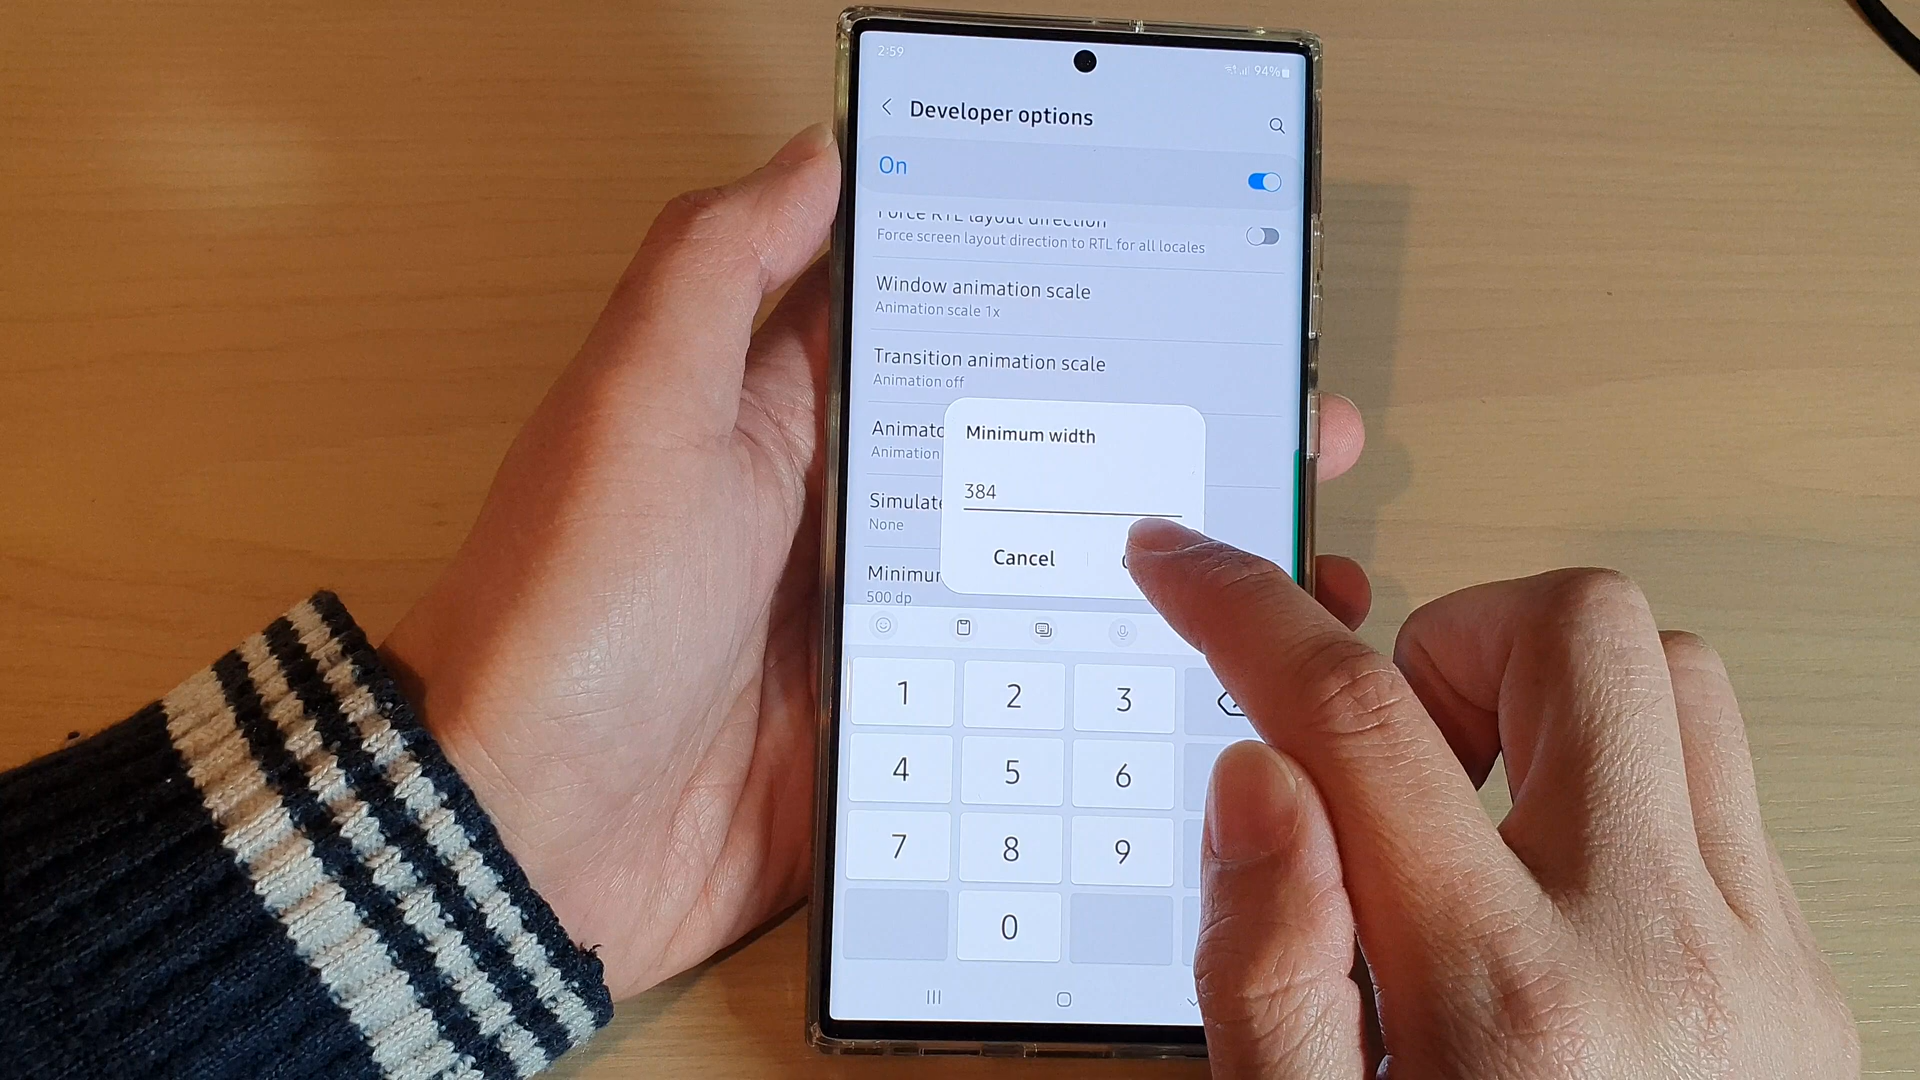 2:59
94%
Developer options
On
Force RTL layout direction
Force screen layout direction to RTL for all locales
Window animation scale
Animation scale 1x
Transition animation scale
Animation off
Animato
Animation
Minimum width
384
Simulate
None
Cancel
Minimur
500 dp
1 2 3
4 5 6
7 8 9
0